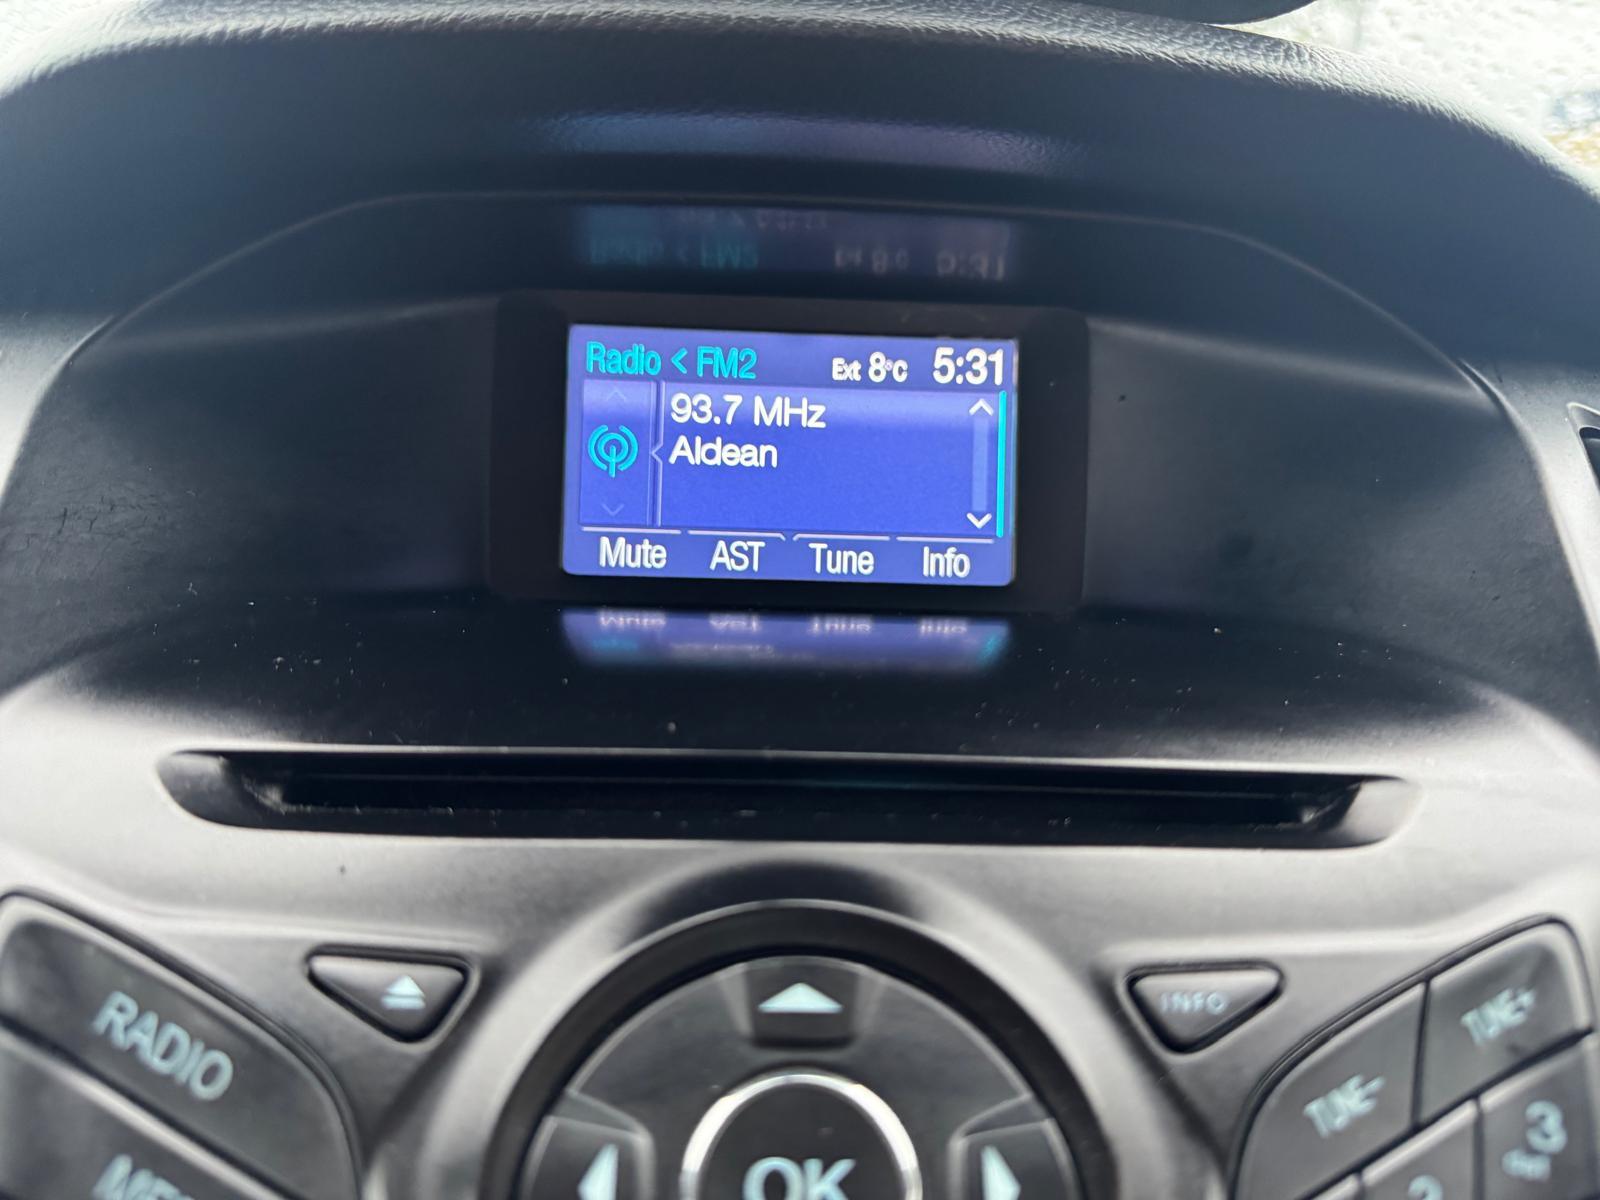 Radio < FM2 Ext 8°C 5:31
93.7 MHz
Aldean
Mute AST Tune Info
RADIO
INFO
TUNE-
TUNE+
OK
3